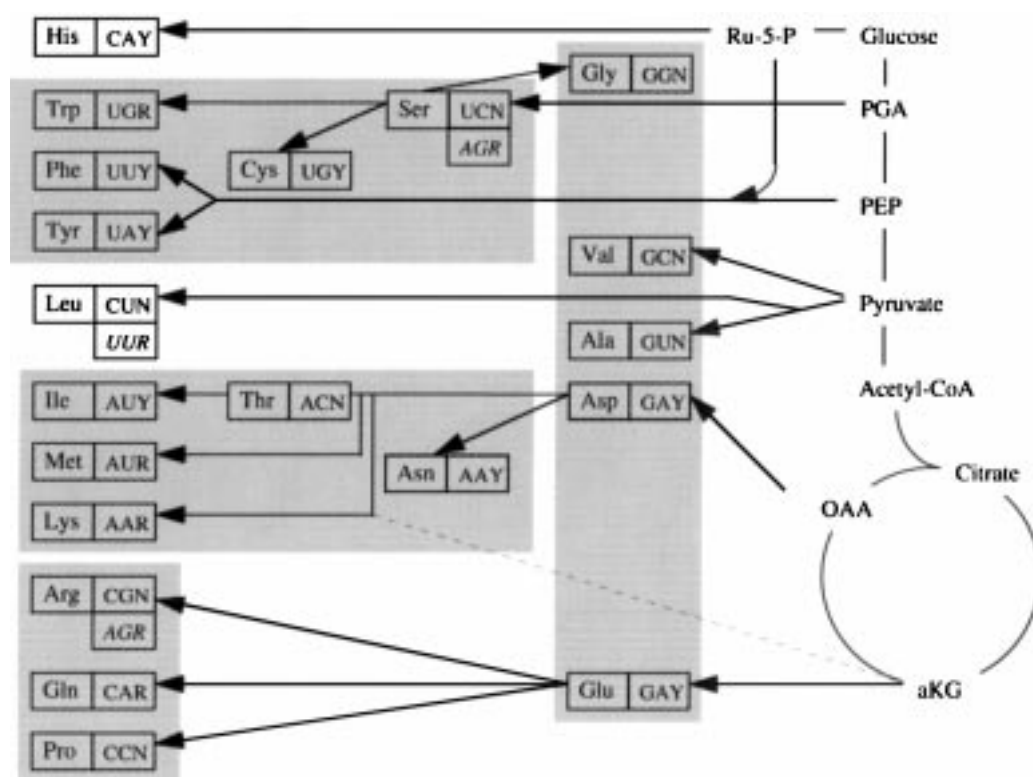 His CAY
Ru-5-P
Glucose
Gly GGN
Trp UGR
Ser UCN
PGA
AGR
Phe UUY
Cys UGY
PEP
Tyr UAY
Val GCN
Leu CUN
Pyruvate
UUR
Ala GUN
Acetyl-CoA
Ile AUY
Thr ACN
Asp GAY
Met AUR
Asn AAY
Citrate
Lys AAR
OAA
Arg CGN
AGR
Gln CAR
Glu GAY
aKG
Pro CCN